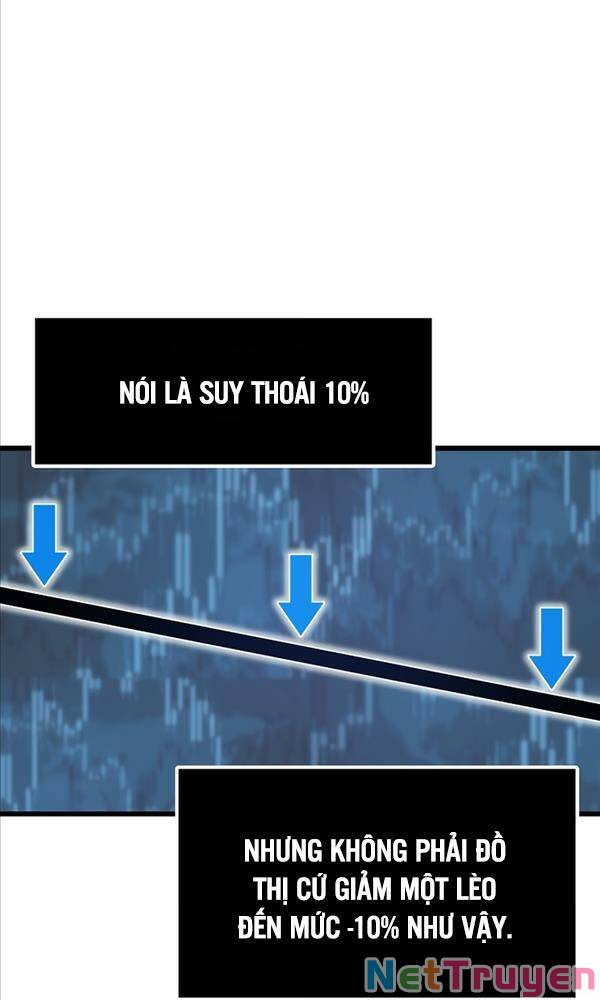 NÓI LÀ SUY THOÁI 10%
NHƯNG KHÔNG PHẢI ĐỒ
THỊ CỨ GIẢM MỘT LÈO
ĐẾN MỨC -10% NHƯ VẬY.
NetTruyen